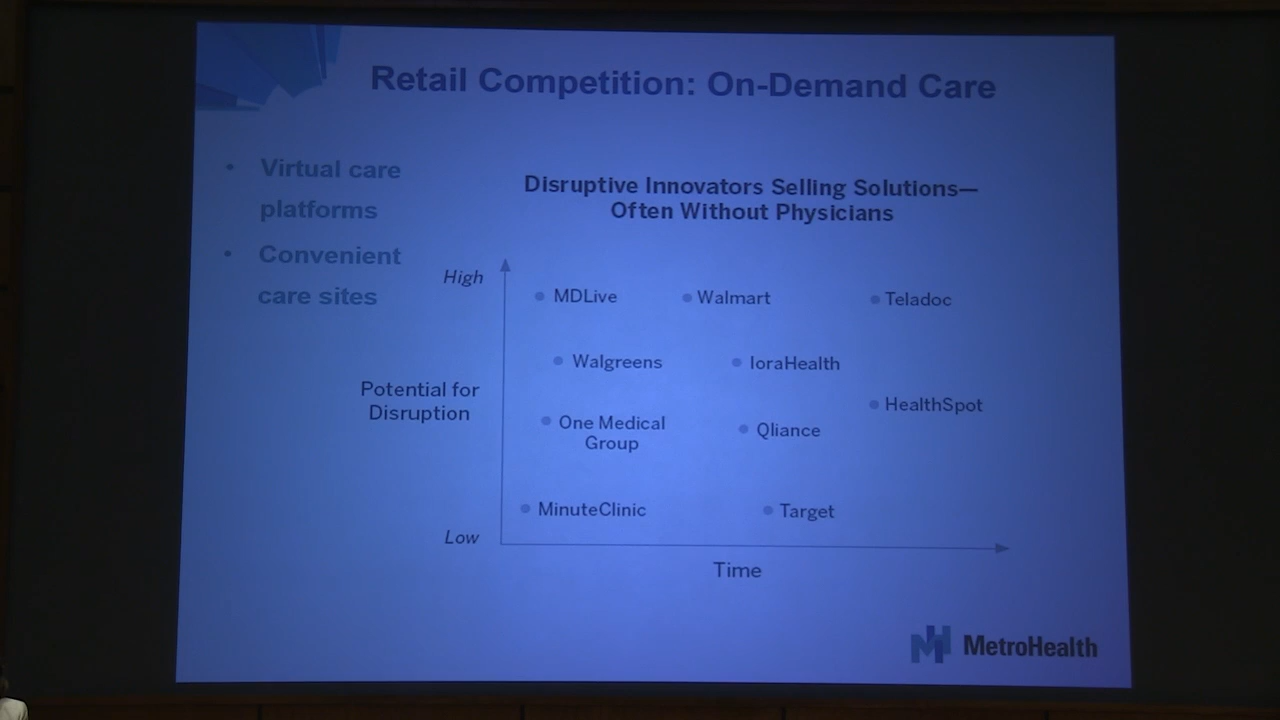 Retail Competition: On-Demand Care
• Virtual care
platforms
• Convenient
care sites
Disruptive Innovators Selling Solutions—
Often Without Physicians
High
MDLive
Walmart
Teladoc
Walgreens
IoraHealth
Potential for
Disruption
HealthSpot
One Medical
Group
Qliance
MinuteClinic
Target
Low
Time
MetroHealth